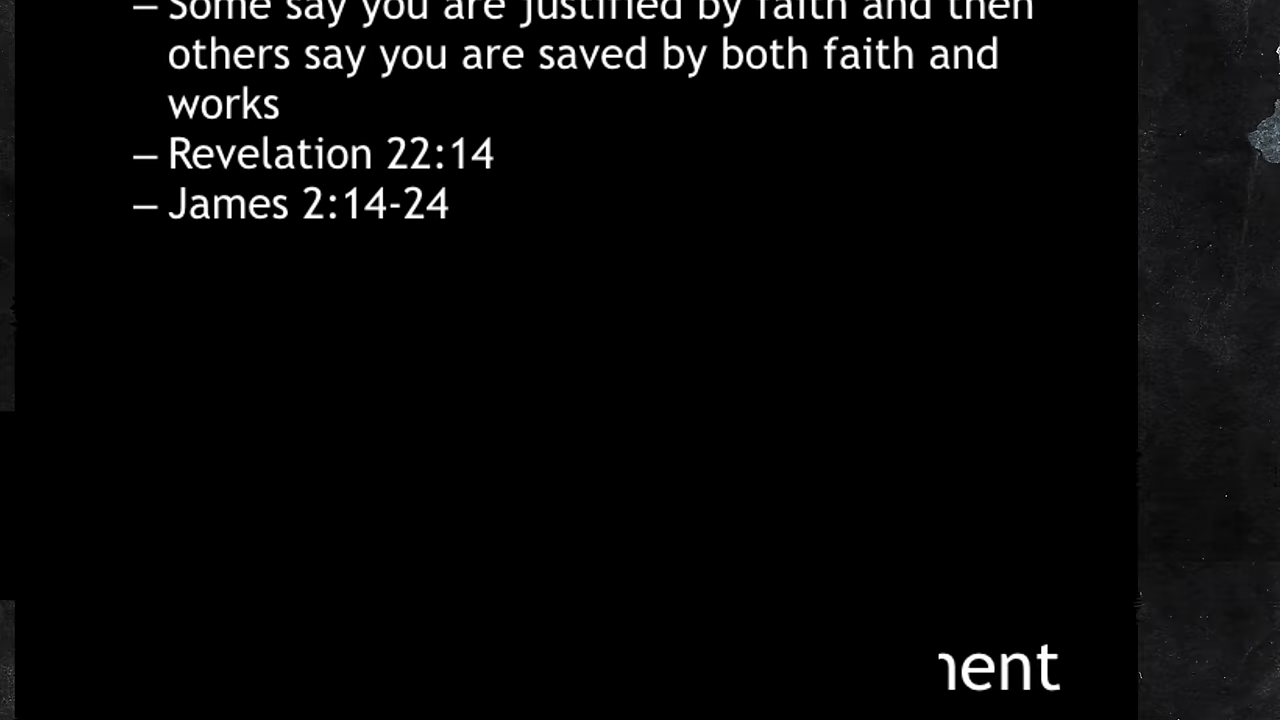 – Some say you are justified by faith and then
others say you are saved by both faith and
works
– Revelation 22:14
– James 2:14-24